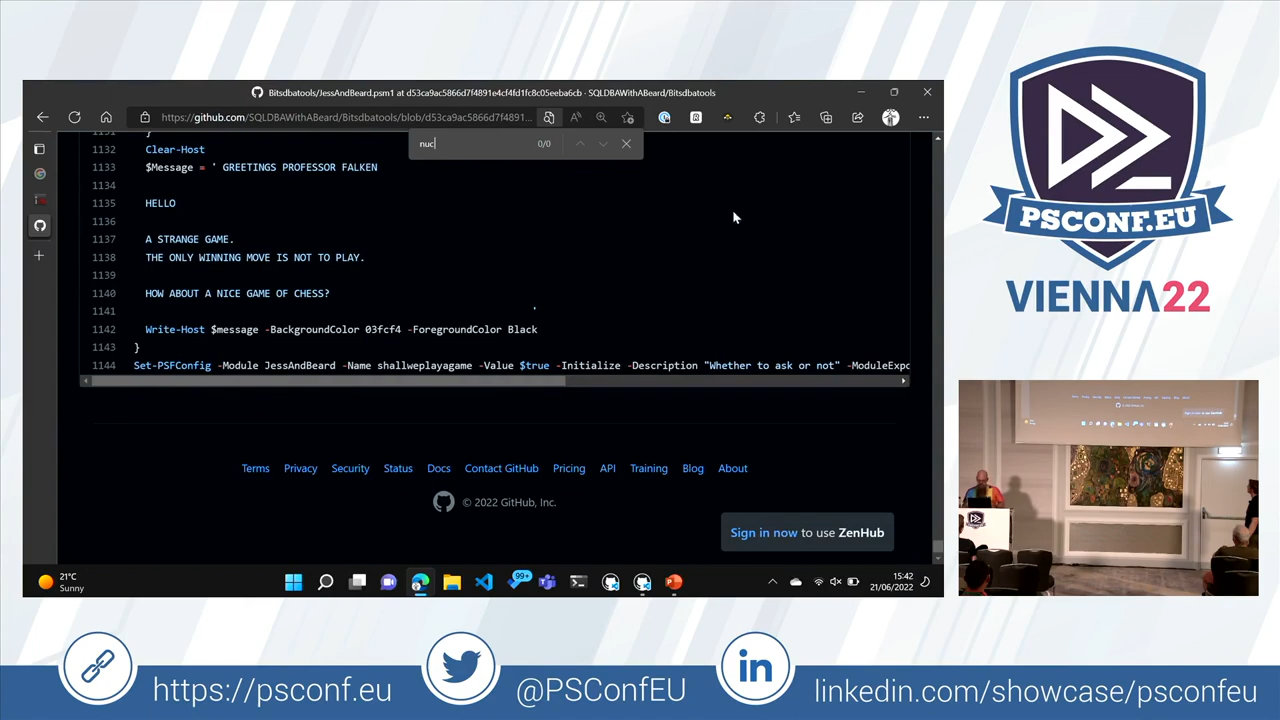 Bitsdbatools/JessAndBeard.psm1 at d53ca9ac5866d7f4891e4cf4fd1fc8c05eeba6cb · SQLDBAWithABeard/Bitsdbatools
https://github.com/SQLDBAWithABeard/Bitsdbatools/blob/d53ca9ac5866d7f4891...
nuc
0/0
1131 }
1132 Clear-Host
1133 $Message = ' GREETINGS PROFESSOR FALKEN
1134
1135 HELLO
1136
1137 A STRANGE GAME.
1138 THE ONLY WINNING MOVE IS NOT TO PLAY.
1139
1140 HOW ABOUT A NICE GAME OF CHESS?
1141 '
1142 Write-Host $message -BackgroundColor 03fcf4 -ForegroundColor Black
1143 }
1144 Set-PSFConfig -Module JessAndBeard -Name shallweplayagame -Value $true -Initialize -Description "Whether to ask or not" -ModuleExpo
Terms Privacy Security Status Docs Contact GitHub Pricing API Training Blog About
© 2022 GitHub, Inc.
Sign in now to use ZenHub
21°C
Sunny
99+
15:42
21/06/2022
PSCONF.EU
VIENNA22
https://psconf.eu
@PSConfEU
linkedin.com/showcase/psconfeu